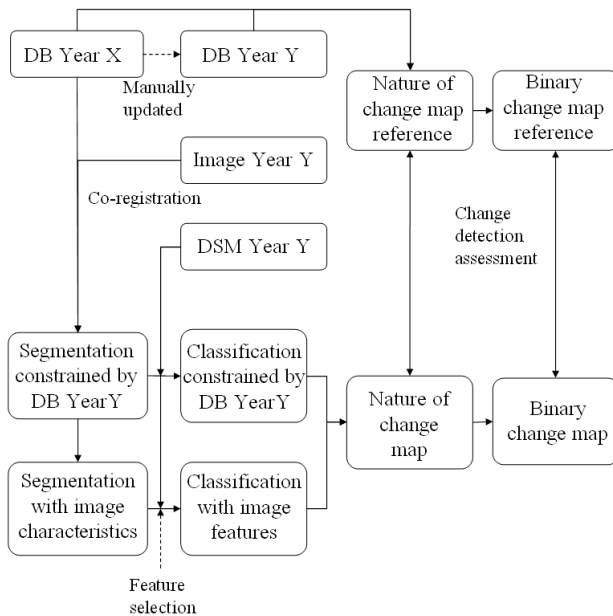 DB Year X
DB Year Y
Manually
updated
Nature of
change map
reference
Binary
change map
reference
Image Year Y
Co-registration
Change
detection
assessment
DSM Year Y
Segmentation
constrained by
DB YearY
Classification
constrained by
DB YearY
Nature of
change
map
Binary
change map
Segmentation
with image
characteristics
Classification
with image
features
Feature
selection